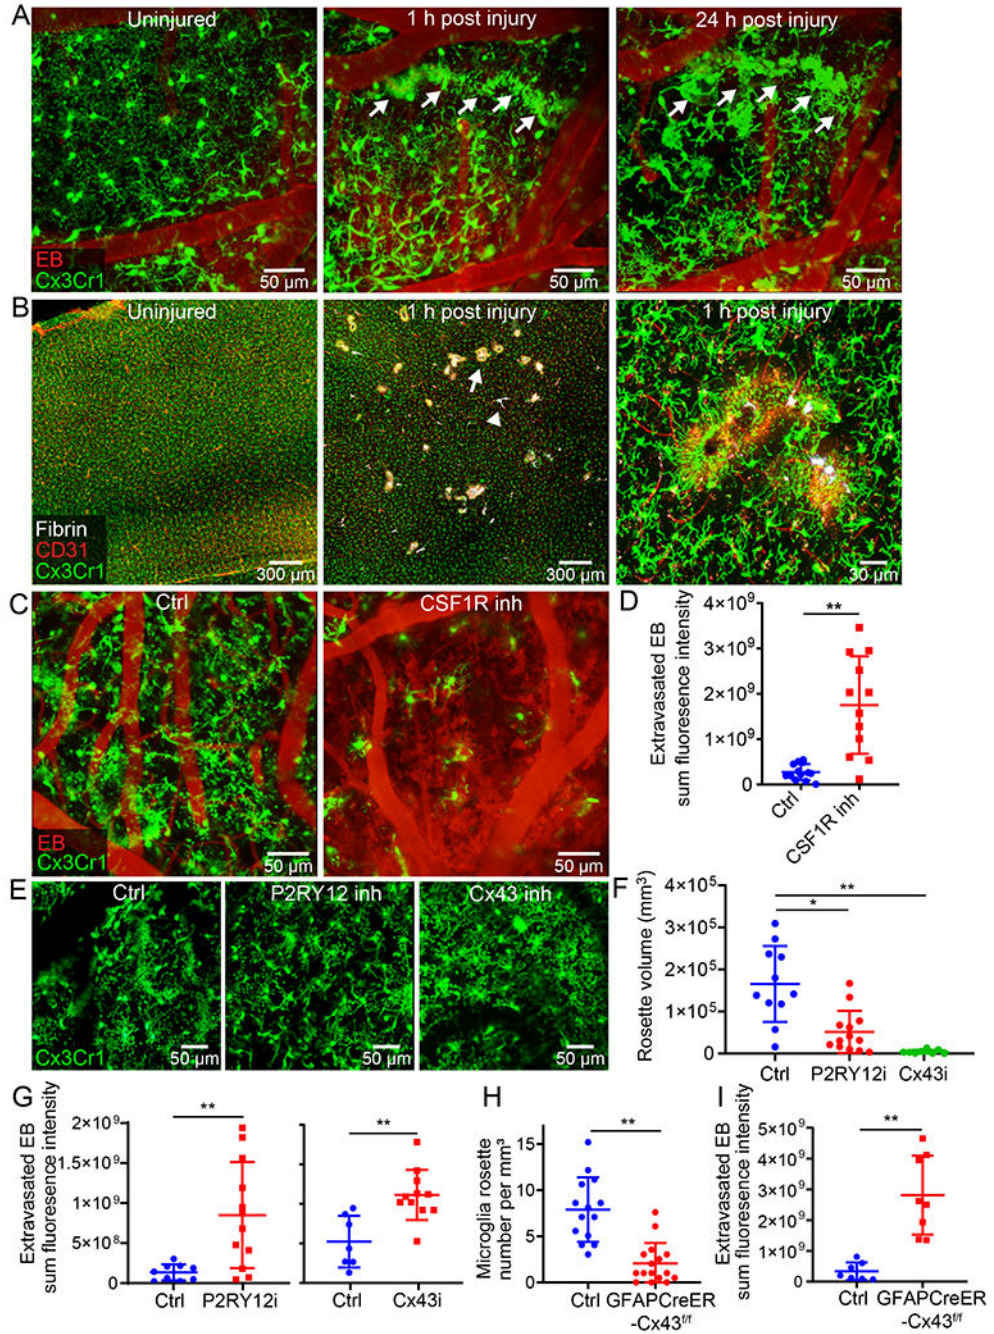 A
Uninjured
1 h post injury
24 h post injury
EB
Cx3Cr1
50 µm
50 µm
50 µm
B
Uninjured
1 h post injury
1 h post injury
Fibrin
CD31
Cx3Cr1
300 µm
300 µm
30 µm
C
Ctrl
CSF1R inh
EB
Cx3Cr1
50 µm
50 µm
D
Extravasated EB
sum fluoresence intensity
4×10⁹
3×10⁹
2×10⁹
1×10⁹
0
**
Ctrl
CSF1R inh
E
Ctrl
P2RY12 inh
Cx43 inh
Cx3Cr1
50 µm
50 µm
50 µm
F
Rosette volume (mm³)
4×10⁵
3×10⁵
2×10⁵
1×10⁵
0
**
*
Ctrl
P2RY12i
Cx43i
G
Extravasated EB
sum fluoresence intensity
2×10⁹
1.5×10⁹
1×10⁹
5×10⁸
0
**
Ctrl
P2RY12i
**
Ctrl
Cx43i
H
Microglia rosette
number per mm³
15
10
5
0
**
Ctrl
GFAPCreER
-Cx43f/f
I
Extravasated EB
sum fluoresence intensity
5×10⁹
4×10⁹
3×10⁹
2×10⁹
1×10⁹
0
**
Ctrl
GFAPCreER
-Cx43f/f